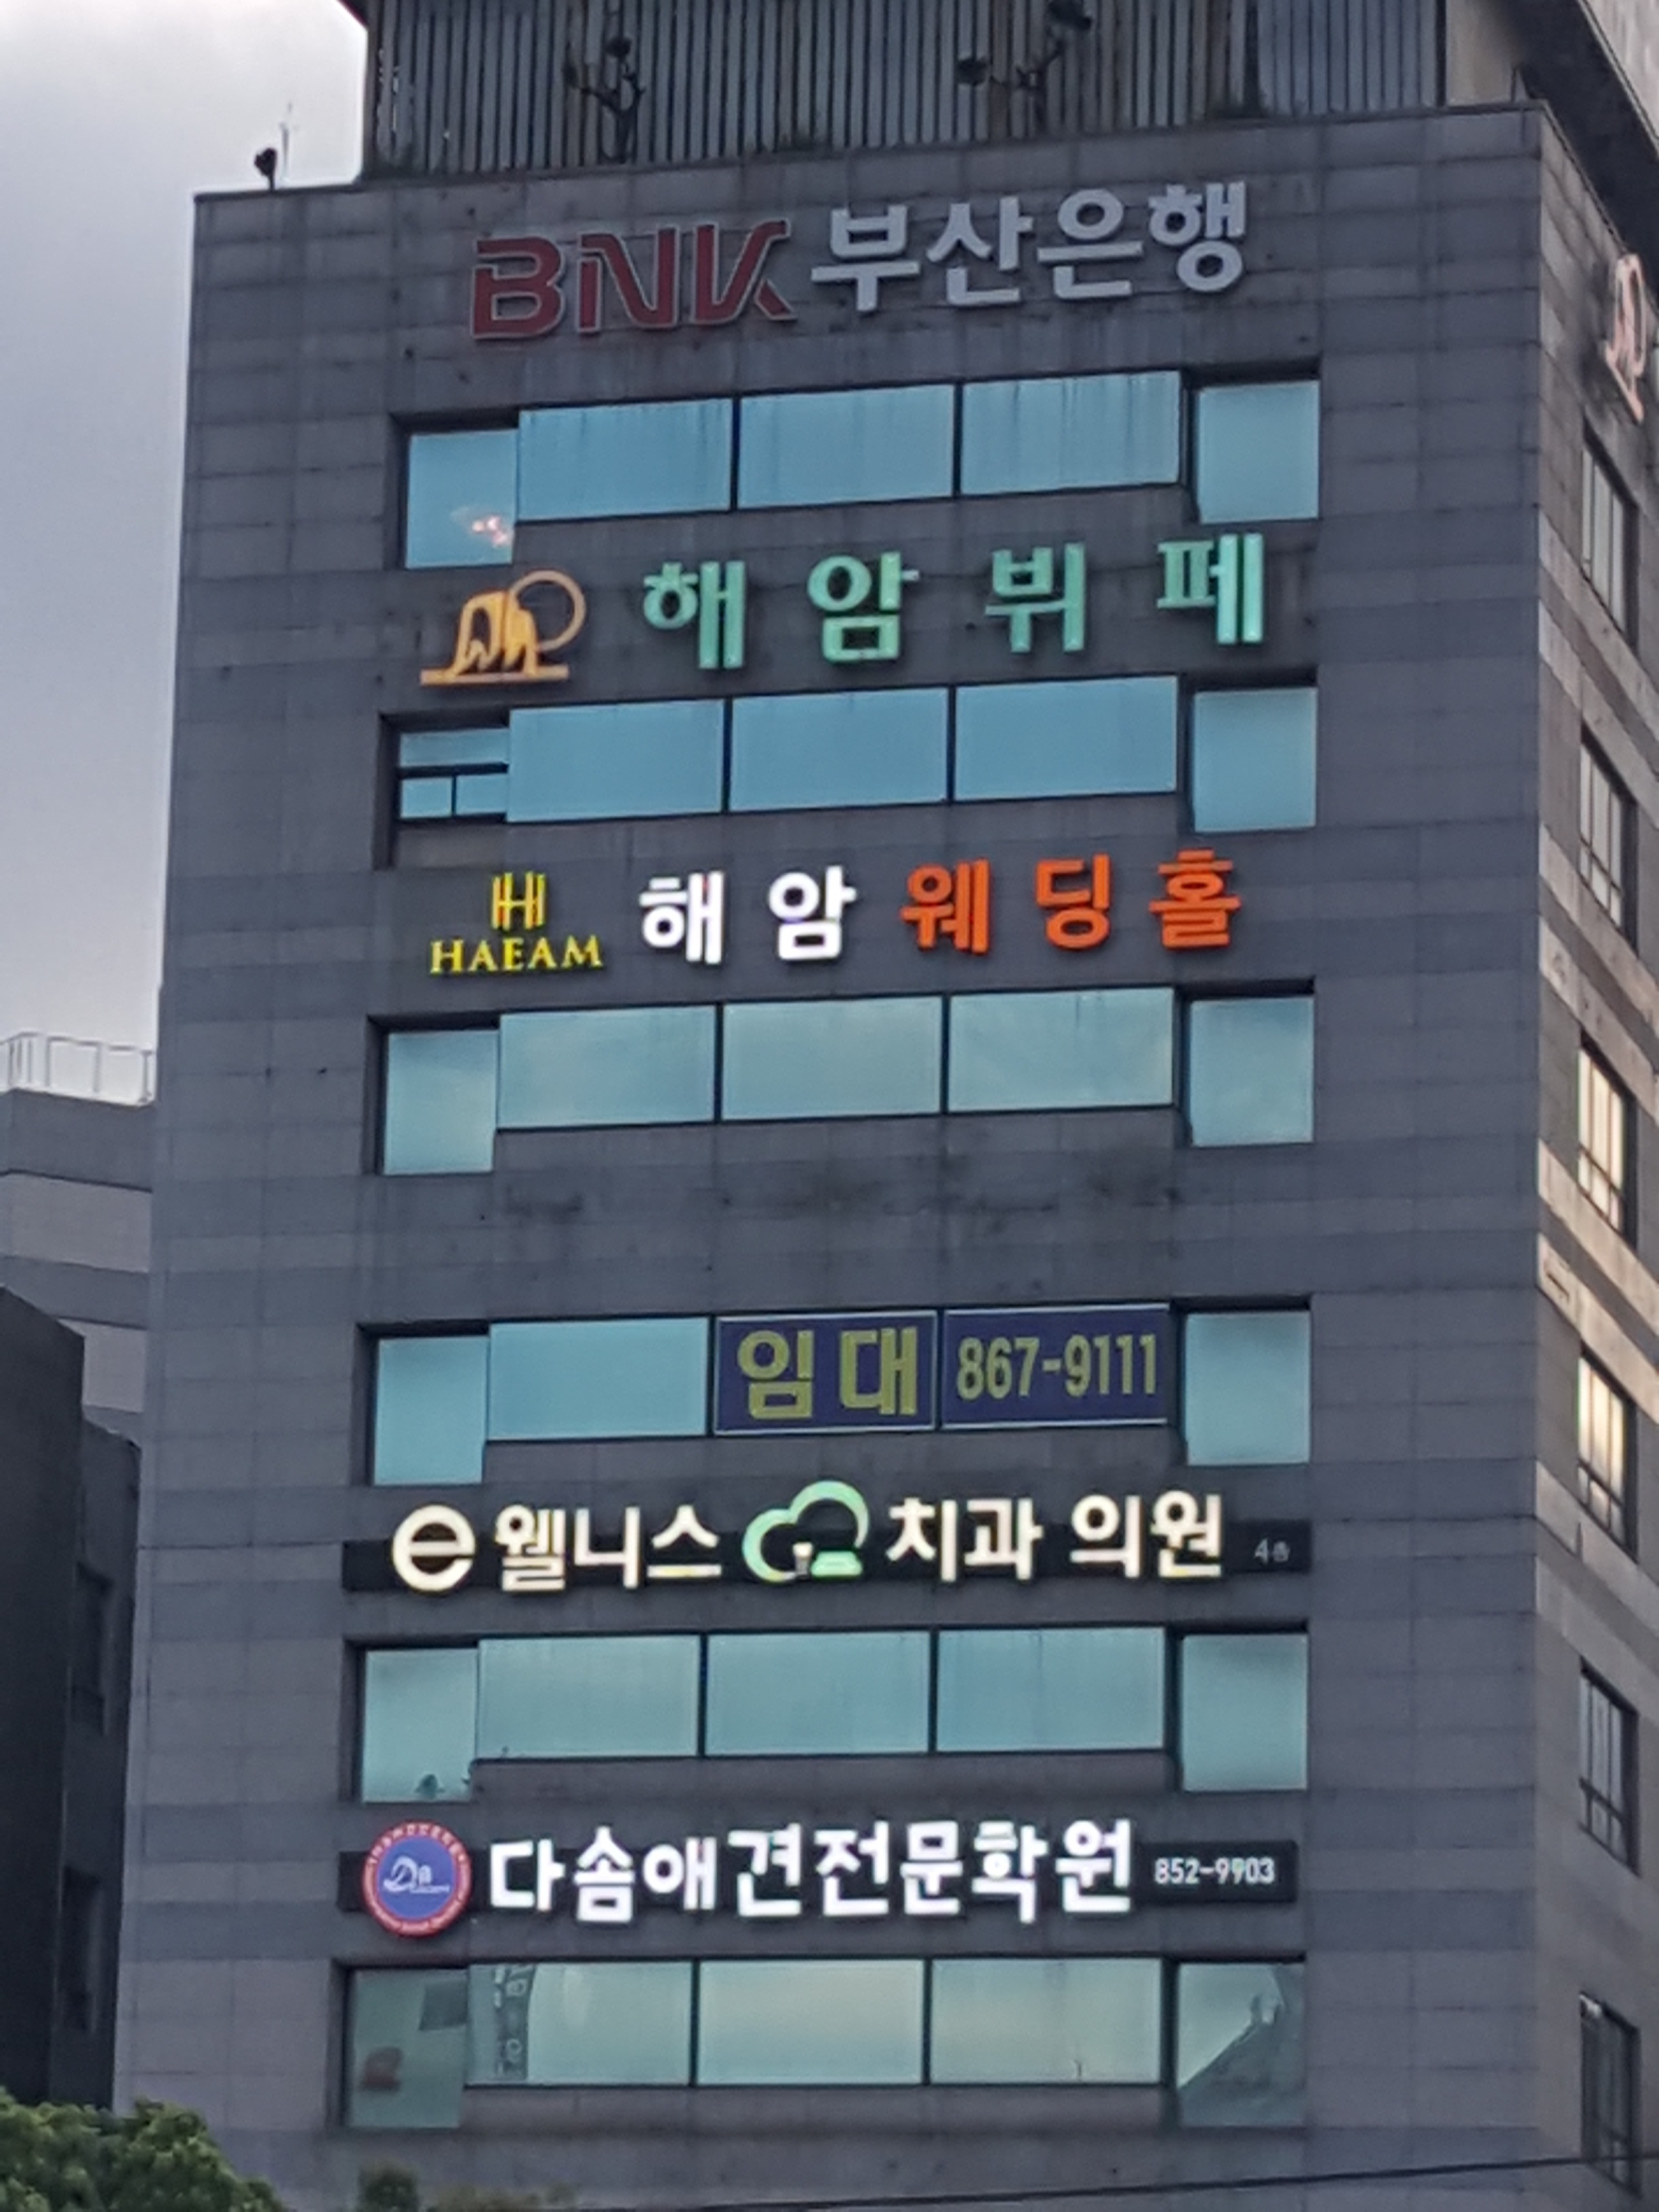 BNK 부산은행
해암뷔페
HAEAM 해암웨딩홀
임대 867-9111
e웰니스 치과 의원 4층
다솜애견전문학원 852-9903